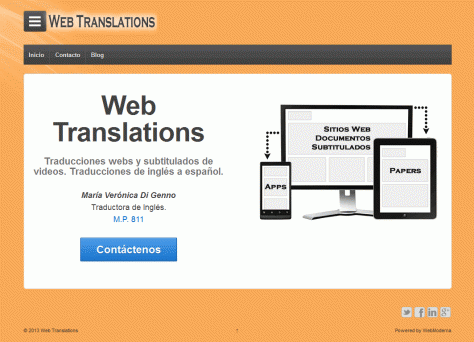 WEB TRANSLATIONS
Inicio Contacto Blog
Web
Translations
Traducciones webs y subtitulados de
videos. Traducciones de inglés a español.
María Verónica Di Genno
Traductora de Inglés.
M.P. 811
Contáctenos
SITIOS WEB
DOCUMENTOS
SUBTITULADOS
APPS
PAPERS
© 2013 Web Translations
↑
Powered by WebModerna